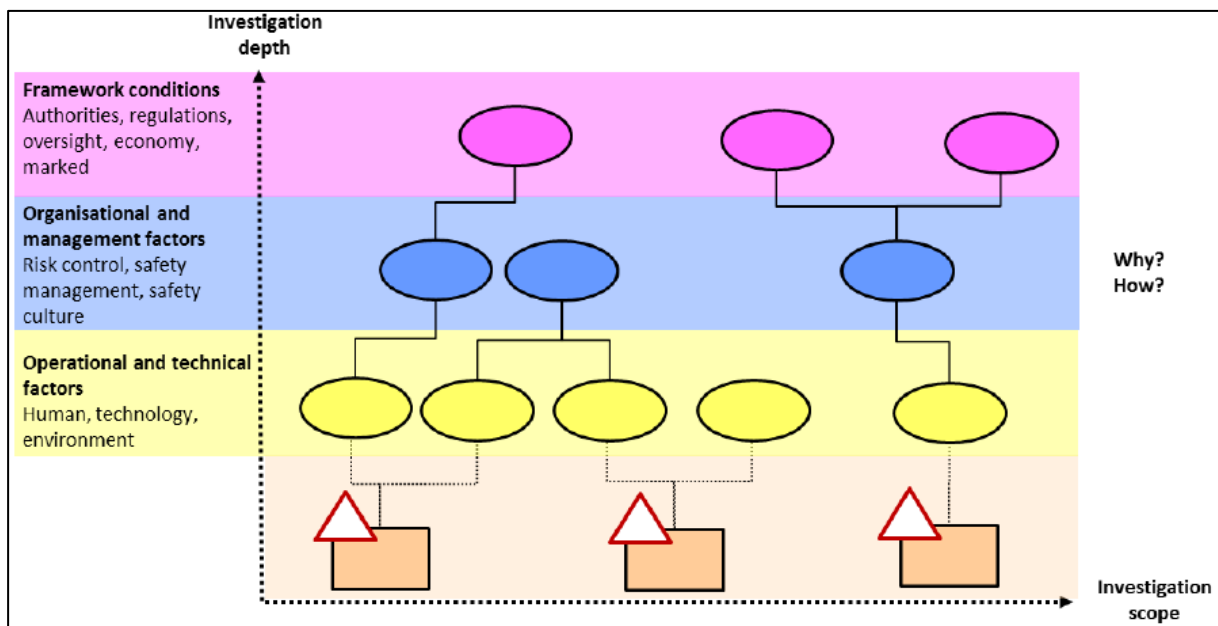 Investigation
depth
Framework conditions
Authorities, regulations,
oversight, economy,
marked
Organisational and
management factors
Risk control, safety
management, safety
culture
Why?
How?
Operational and technical
factors
Human, technology,
environment
Investigation
scope